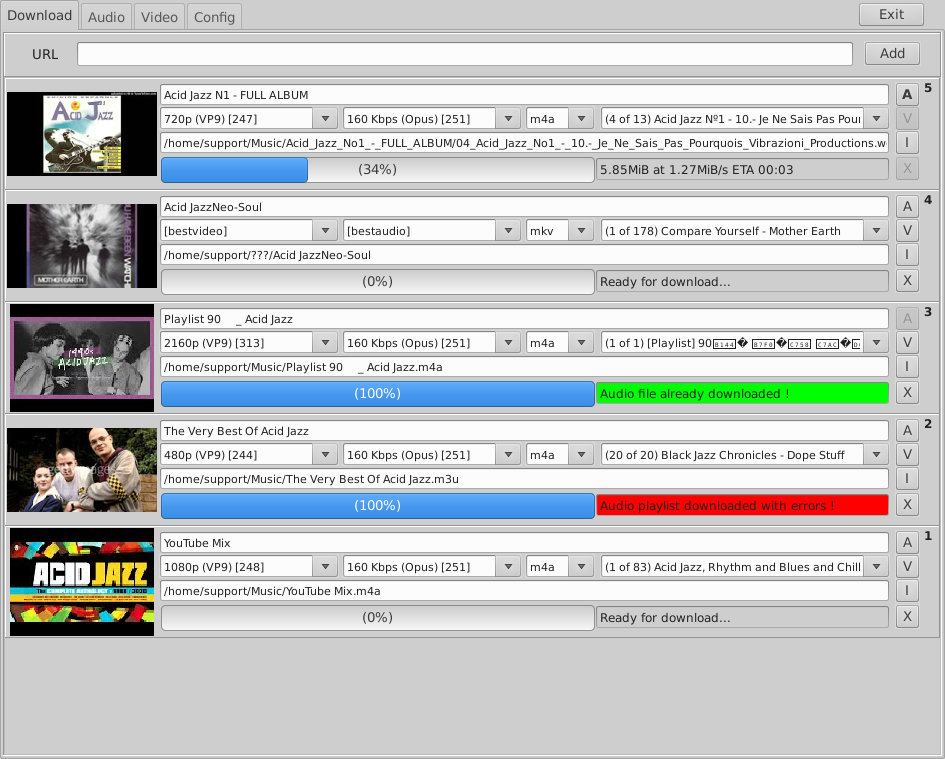 Download Audio Video Config Exit
URL Add
Acid Jazz N1 - FULL ALBUM A 5
720p (VP9) [247] 160 Kbps (Opus) [251] m4a (4 of 13) Acid Jazz Nº1 - 10.- Je Ne Sais Pas Pour V
/home/support/Music/Acid_Jazz_No1_-_FULL_ALBUM/04_Acid_Jazz_No1_-_10.-_Je_Ne_Sais_Pas_Pourquois_Vibrazioni_Productions.w I
(34%) 5.85MiB at 1.27MiB/s ETA 00:03 X
ACID JAZZ
Acid JazzNeo-Soul A 4
[bestvideo] [bestaudio] mkv (1 of 178) Compare Yourself - Mother Earth V
/home/support/???/Acid JazzNeo-Soul I
(0%) Ready for download... X
MOTHER EARTH
Playlist 90 _ Acid Jazz A 3
2160p (VP9) [313] 160 Kbps (Opus) [251] m4a (1 of 1) [Playlist] 90 V
/home/support/Music/Playlist 90 _ Acid Jazz.m4a I
(100%) Audio file already downloaded ! X
1990s
ACID JAZZ
The Very Best Of Acid Jazz A 2
480p (VP9) [244] 160 Kbps (Opus) [251] m4a (20 of 20) Black Jazz Chronicles - Dope Stuff V
/home/support/Music/The Very Best Of Acid Jazz.m3u I
(100%) Audio playlist downloaded with errors ! X
YouTube Mix A 1
1080p (VP9) [248] 160 Kbps (Opus) [251] m4a (1 of 83) Acid Jazz, Rhythm and Blues and Chill V
/home/support/Music/YouTube Mix.m4a I
(0%) Ready for download... X
ACID JAZZ